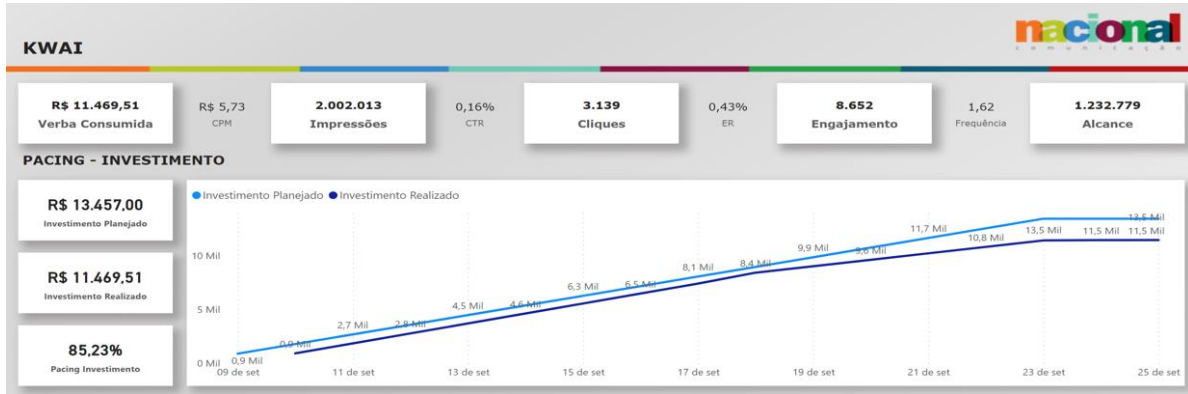 nacional
comunicação
KWAI
R$ 11.469,51
Verba Consumida
R$ 5,73
CPM
2.002.013
Impressões
0,16%
CTR
3.139
Cliques
0,43%
ER
8.652
Engajamento
1,62
Frequência
1.232.779
Alcance
PACING - INVESTIMENTO
R$ 13.457,00
Investimento Planejado
R$ 11.469,51
Investimento Realizado
85,23%
Pacing Investimento
Investimento Planejado Investimento Realizado
13,5 Mil
11,7 Mil 10,8 Mil 13,5 Mil 11,5 Mil 11,5 Mil
9,9 Mil 9,6 Mil
10 Mil
8,1 Mil 8,4 Mil
6,3 Mil 6,5 Mil
5 Mil
4,5 Mil 4,6 Mil
2,7 Mil 2,8 Mil
0,9 Mil
0 Mil 0,9 Mil
09 de set 11 de set 13 de set 15 de set 17 de set 19 de set 21 de set 23 de set 25 de set